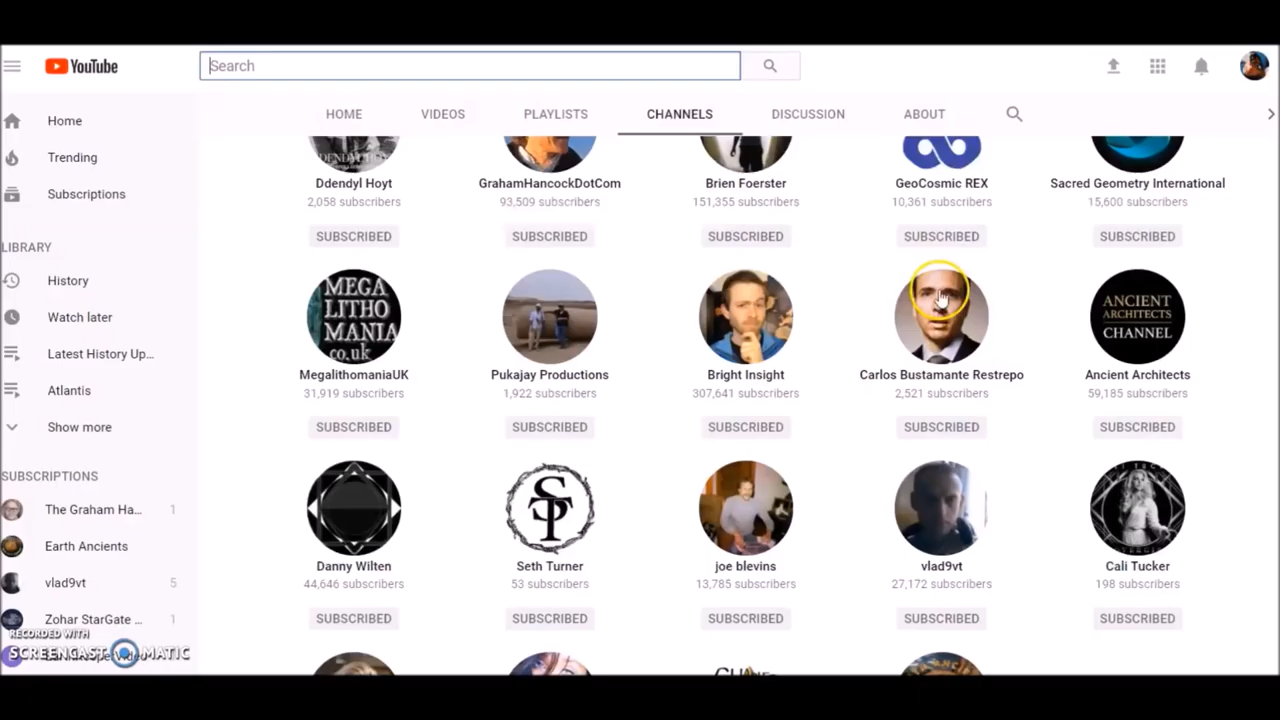 YouTube
Search
HOME VIDEOS PLAYLISTS CHANNELS DISCUSSION ABOUT
Home
Trending
Subscriptions
LIBRARY
History
Watch later
Latest History Up...
Atlantis
Show more
SUBSCRIPTIONS
The Graham Ha... 1
Earth Ancients
vlad9vt 5
Zohar StarGate ... 1
RECORDED WITH
SCREENCAST MATIC
Ddendyl Hoyt GrahamHancockDotCom Brien Foerster GeoCosmic REX Sacred Geometry International
2,058 subscribers 93,509 subscribers 151,355 subscribers 10,361 subscribers 15,600 subscribers
SUBSCRIBED SUBSCRIBED SUBSCRIBED SUBSCRIBED SUBSCRIBED
MEGA
LITHO
MANIA
co.uk
ANCIENT
ARCHITECTS
CHANNEL
MegalithomaniaUK Pukajay Productions Bright Insight Carlos Bustamante Restrepo Ancient Architects
31,919 subscribers 1,922 subscribers 307,641 subscribers 2,521 subscribers 59,185 subscribers
SUBSCRIBED SUBSCRIBED SUBSCRIBED SUBSCRIBED SUBSCRIBED
Danny Wilten Seth Turner joe blevins vlad9vt Cali Tucker
44,646 subscribers 53 subscribers 13,785 subscribers 27,172 subscribers 198 subscribers
SUBSCRIBED SUBSCRIBED SUBSCRIBED SUBSCRIBED SUBSCRIBED